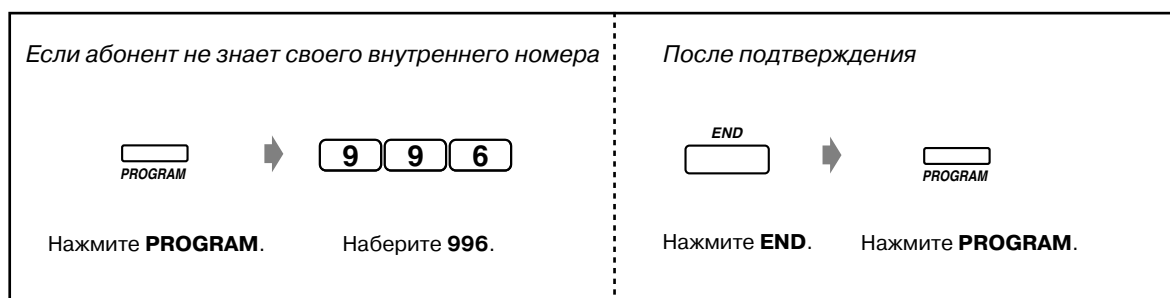 Если абонент не знает своего внутреннего номера
PROGRAM
9 9 6
Нажмите PROGRAM.
Наберите 996.
После подтверждения
END
PROGRAM
Нажмите END.
Нажмите PROGRAM.